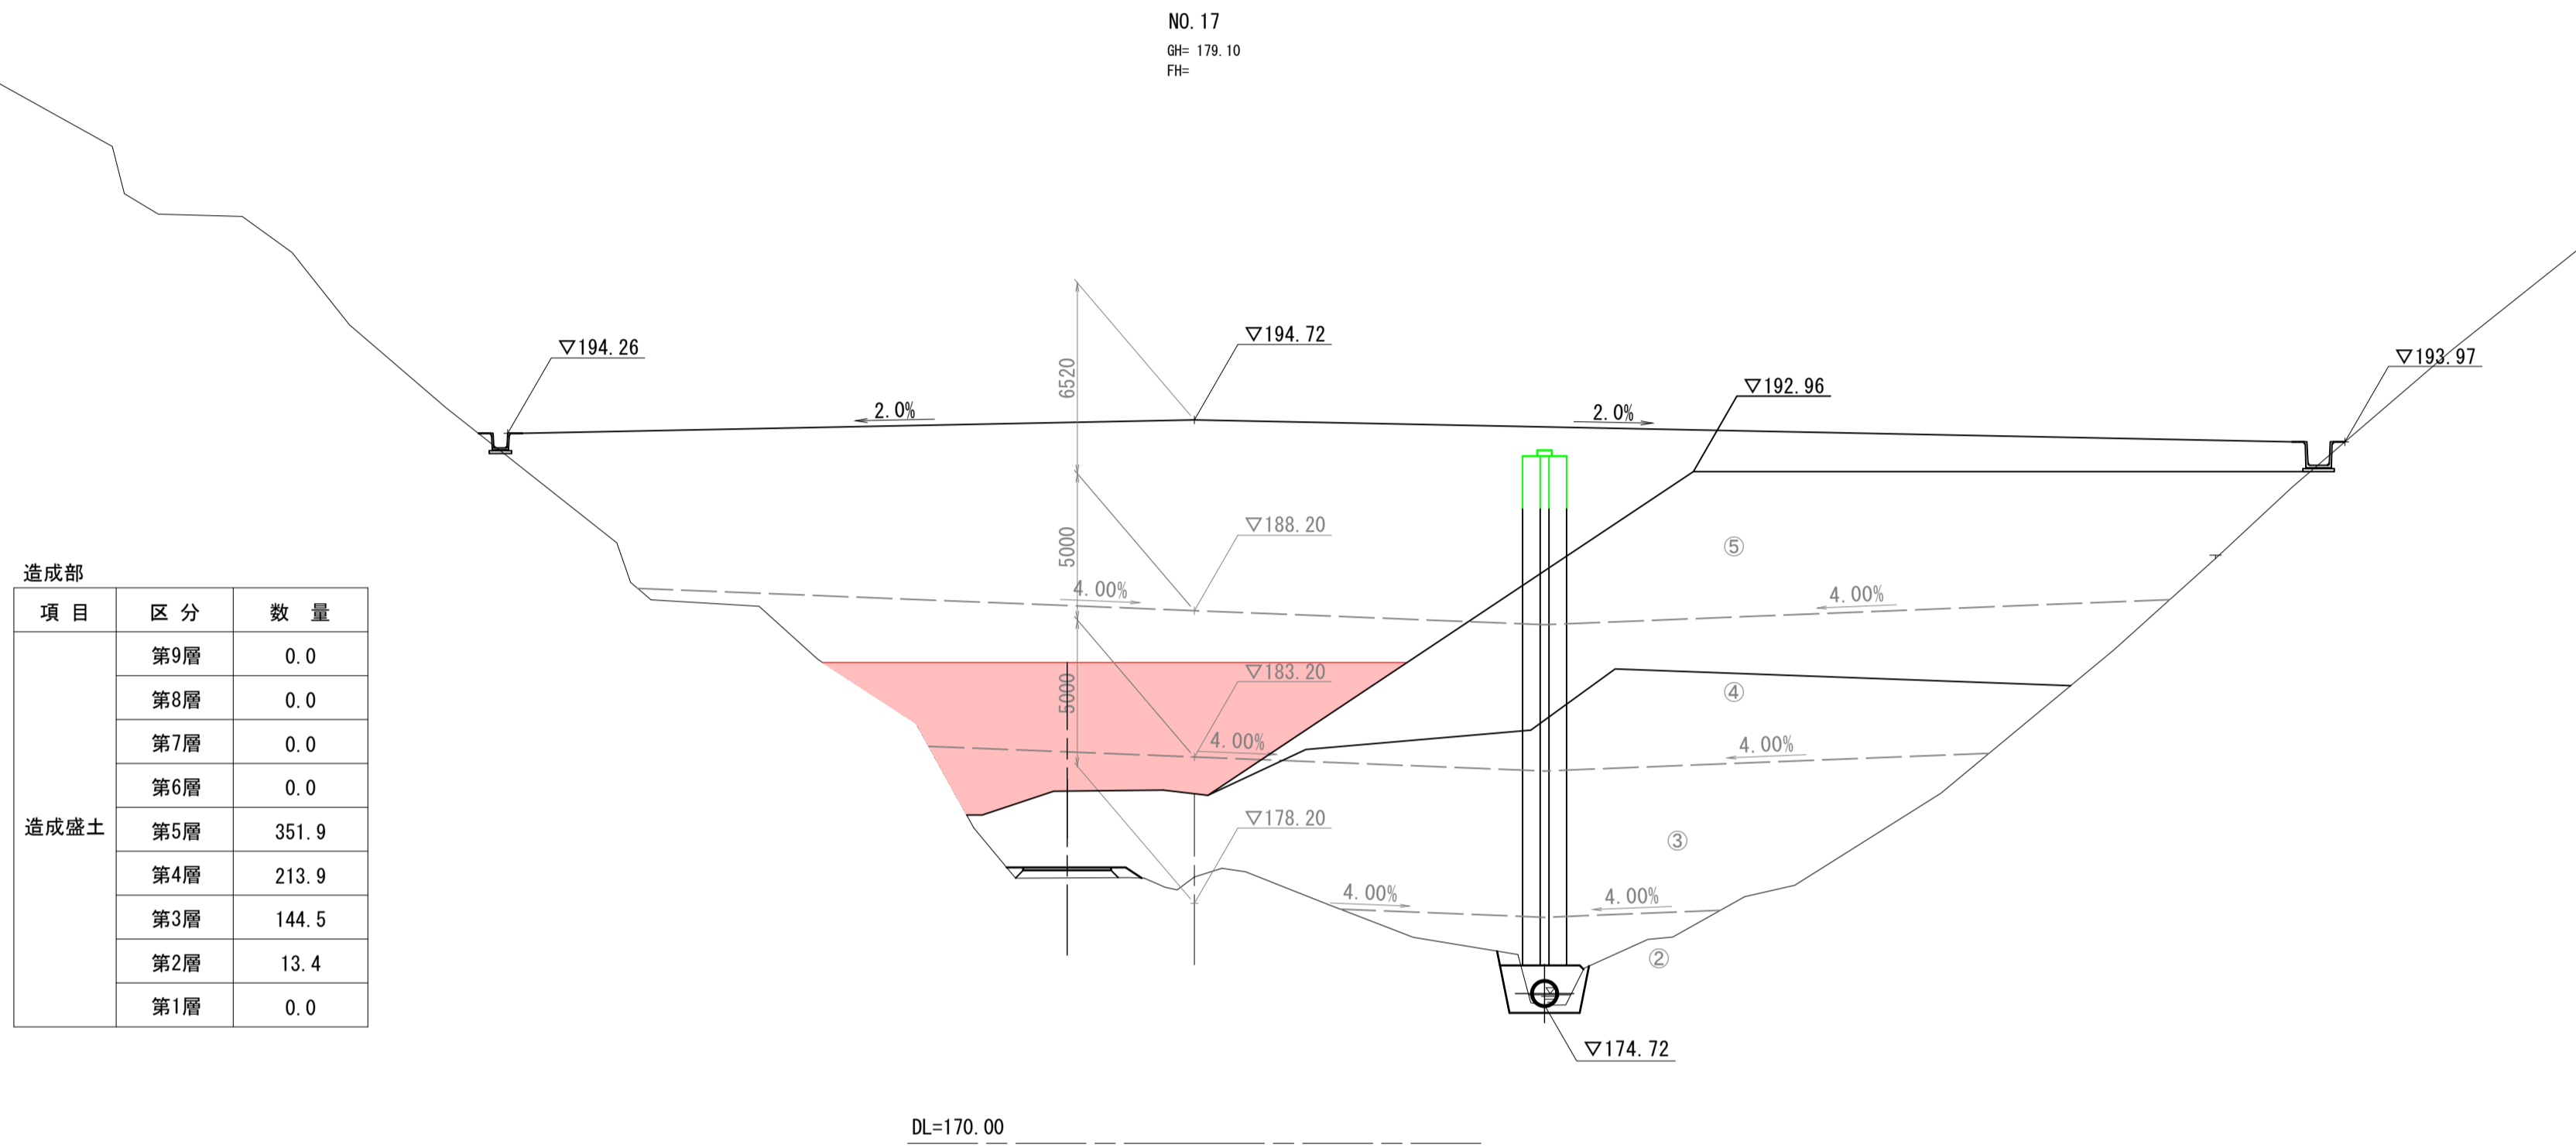 NO. 17
GH= 179.10
FH=
▽194.26
▽194.72
▽193.97
▽192.96
6520
2.0%
2.0%
▽188.20
5000
⑤
4.00%
4.00%
▽183.20
5000
④
4.00%
4.00%
▽178.20
③
4.00%
4.00%
②
▽174.72
DL=170.00
造成部
項 目 区 分 数 量
造成盛土
第9層 0.0
第8層 0.0
第7層 0.0
第6層 0.0
第5層 351.9
第4層 213.9
第3層 144.5
第2層 13.4
第1層 0.0